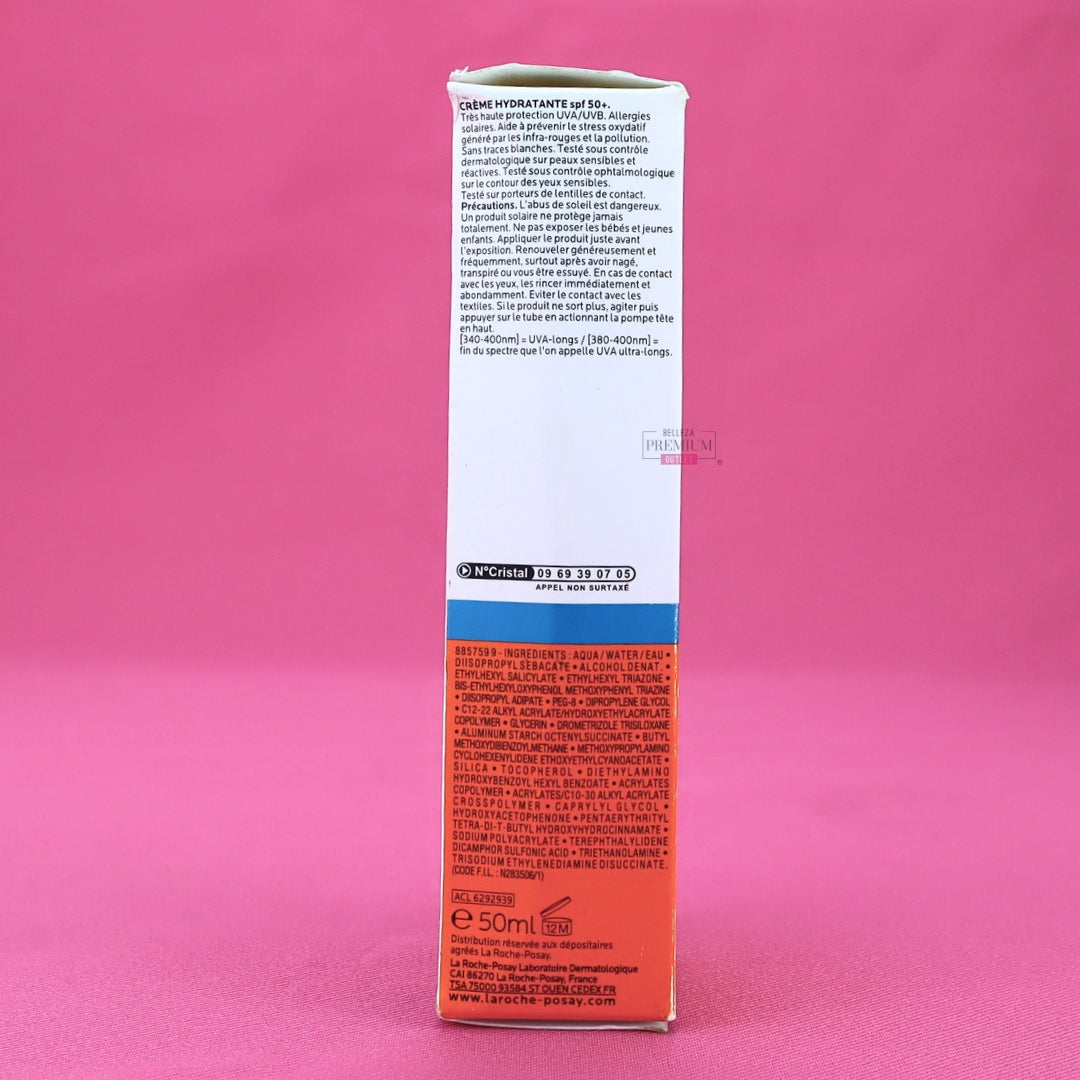 CRÈME HYDRATANTE spf 50+.
Très haute protection UVA/UVB. Allergies
solaires. Aide à prévenir le stress oxydatif
généré par les infra-rouges et la pollution.
Sans traces blanches. Testé sous contrôle
dermatologique sur peaux sensibles et
réactives. Testé sous contrôle ophtalmologique
sur le contour des yeux sensibles.
Testé sur porteurs de lentilles de contact.
Précautions. L'abus de soleil est dangereux.
Un produit solaire ne protège jamais
totalement. Ne pas exposer les bébés et jeunes
enfants. Appliquer le produit juste avant
l'exposition. Renouveler généreusement et
fréquemment, surtout après avoir nagé,
transpiré ou vous être essuyé. En cas de contact
avec les yeux, les rincer immédiatement et
abondamment. Eviter le contact avec les
textiles. Si le produit ne sort plus, agiter puis
appuyer sur le tube en actionnant la pompe tête
en haut.
[340-400nm] = UVA-longs / [380-400nm] =
fin du spectre que l'on appelle UVA ultra-longs.
BELLEZA
PREMIUM
OUTLET ®
N°Cristal 09 69 39 07 05
APPEL NON SURTAXÉ
885759 9 - INGREDIENTS : AQUA / WATER / EAU •
DIISOPROPYL SEBACATE • ALCOHOL DENAT. •
ETHYLHEXYL SALICYLATE • ETHYLHEXYL TRIAZONE •
BIS-ETHYLHEXYLOXYPHENOL METHOXYPHENYL TRIAZINE
• DIISOPROPYL ADIPATE • PEG-8 • DIPROPYLENE GLYCOL
• C12-22 ALKYL ACRYLATE/HYDROXYETHYLACRYLATE
COPOLYMER • GLYCERIN • DROMETRIZOLE TRISILOXANE
• ALUMINUM STARCH OCTENYLSUCCINATE • BUTYL
METHOXYDIBENZOYLMETHANE • METHOXYPROPYLAMINO
CYCLOHEXENYLIDENE ETHOXYETHYLCYANOACETATE •
SILICA • TOCOPHEROL • DIETHYLAMINO
HYDROXYBENZOYL HEXYL BENZOATE • ACRYLATES
COPOLYMER • ACRYLATES/C10-30 ALKYL ACRYLATE
CROSSPOLYMER • CAPRYLYL GLYCOL •
HYDROXYACETOPHENONE • PENTAERYTHRITYL
TETRA-DI-T-BUTYL HYDROXYHYDROCINNAMATE •
SODIUM POLYACRYLATE • TEREPHTHALYLIDENE
DICAMPHOR SULFONIC ACID • TRIETHANOLAMINE •
TRISODIUM ETHYLENEDIAMINE DISUCCINATE.
(CODE F.I.L. : N283506/1)
ACL 6292939
e 50ml 12M
Distribution réservée aux dépositaires
agréés La Roche-Posay.
La Roche-Posay Laboratoire Dermatologique
CAI 86270 La Roche-Posay, France
TSA 75000 93584 ST OUEN CEDEX FR
www.laroche-posay.com